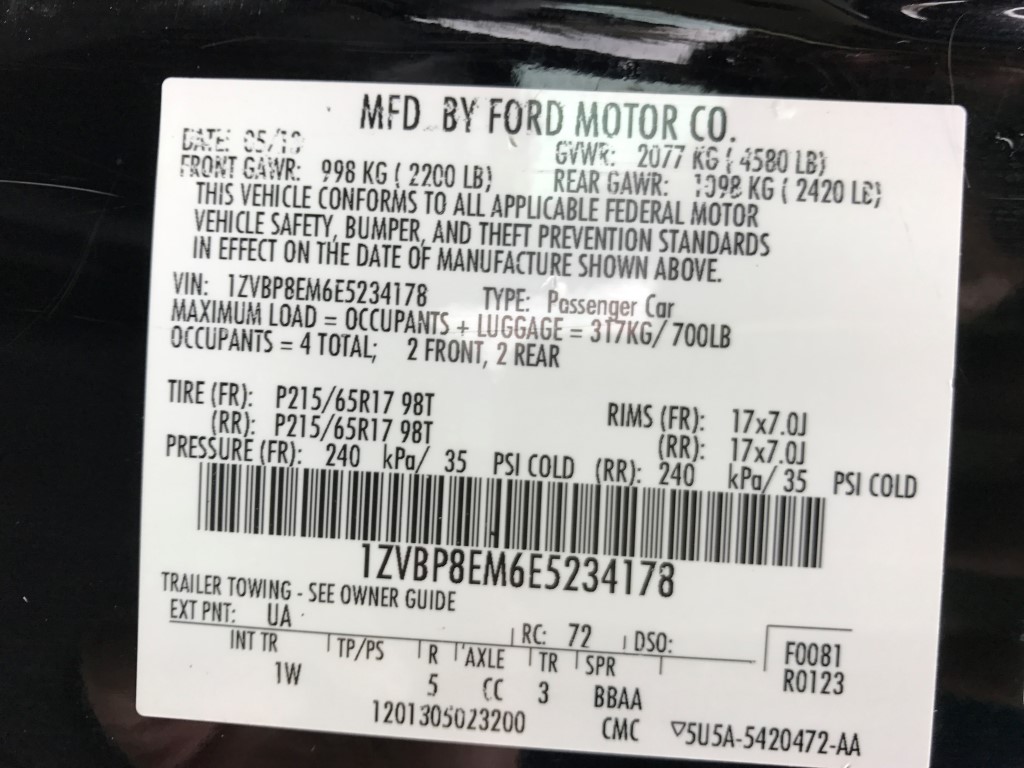 MFD. BY FORD MOTOR CO.
DATE:
GVWR: 2077 KG ( 4580 LB)
FRONT GAWR: 998 KG ( 2200 LB)
REAR GAWR: 1098 KG ( 2420 LB)
THIS VEHICLE CONFORMS TO ALL APPLICABLE FEDERAL MOTOR
VEHICLE SAFETY, BUMPER, AND THEFT PREVENTION STANDARDS
IN EFFECT ON THE DATE OF MANUFACTURE SHOWN ABOVE.
VIN: 1ZVBP8EM6E5234178 TYPE: Passenger Car
MAXIMUM LOAD = OCCUPANTS + LUGGAGE = 317KG/ 700LB
OCCUPANTS = 4 TOTAL; 2 FRONT, 2 REAR
TIRE (FR): P215/65R17 98T RIMS (FR): 17x7.0J
(RR): P215/65R17 98T (RR): 17x7.0J
PRESSURE (FR): 240 kPa/ 35 PSI COLD (RR): 240 kPa/ 35 PSI COLD
1ZVBP8EM6E5234178
TRAILER TOWING - SEE OWNER GUIDE
EXT PNT: UA RC: 72 DSO: F0081
INT TR TP/PS R AXLE TR SPR R0123
1W 5 CC 3 BBAA
1201305023200 CMC ▽5U5A-5420472-AA